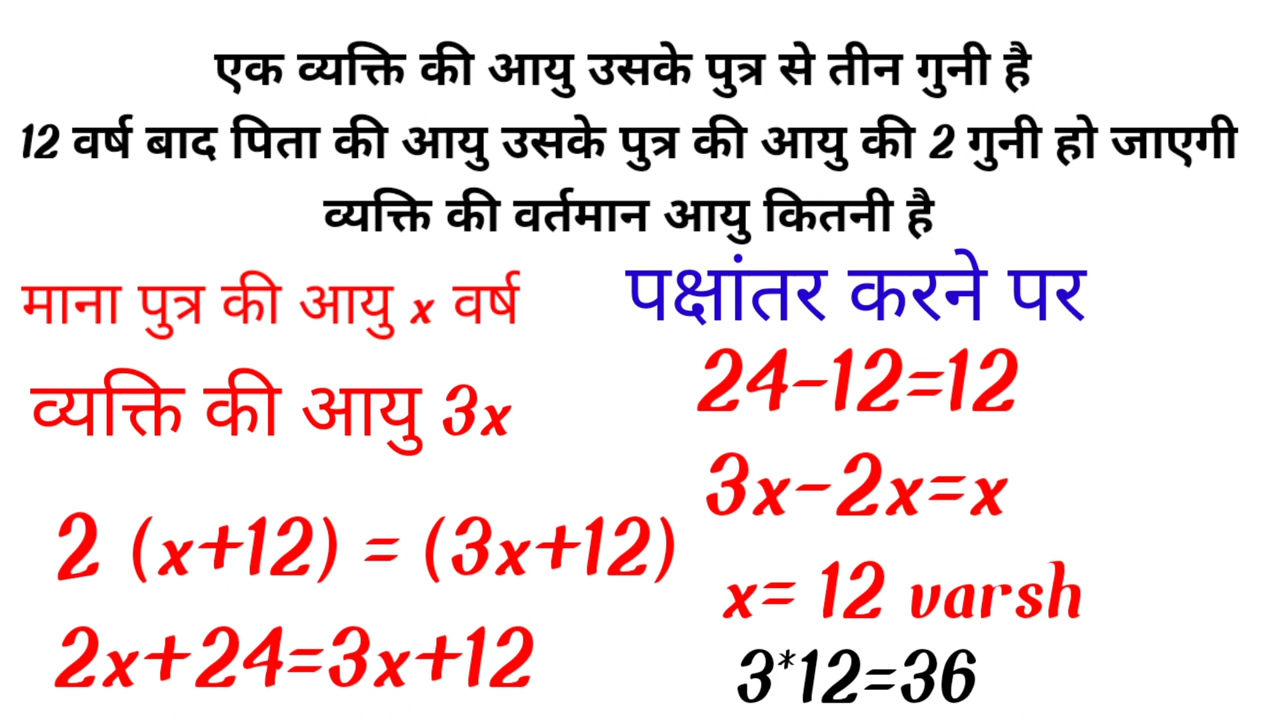 एक व्यक्ति की आयु उसके पुत्र से तीन गुनी है
12 वर्ष बाद पिता की आयु उसके पुत्र की आयु की 2 गुनी हो जाएगी
व्यक्ति की वर्तमान आयु कितनी है
माना पुत्र की आयु x वर्ष
व्यक्ति की आयु 3x
2 (x+12) = (3x+12)
2x+24=3x+12
पक्षांतर करने पर
24-12=12
3x-2x=x
x= 12 varsh
3*12=36